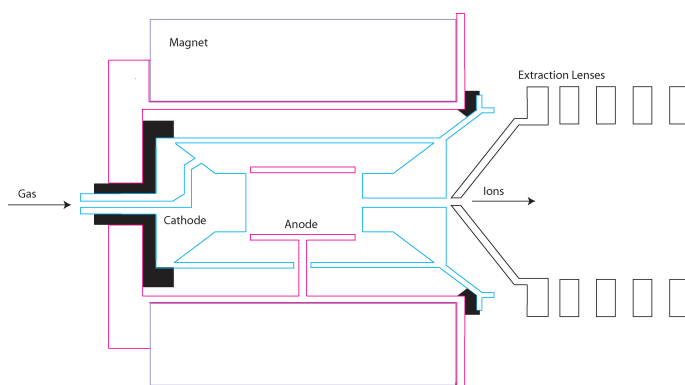 Magnet
Extraction Lenses
Gas
Ions
Cathode
Anode